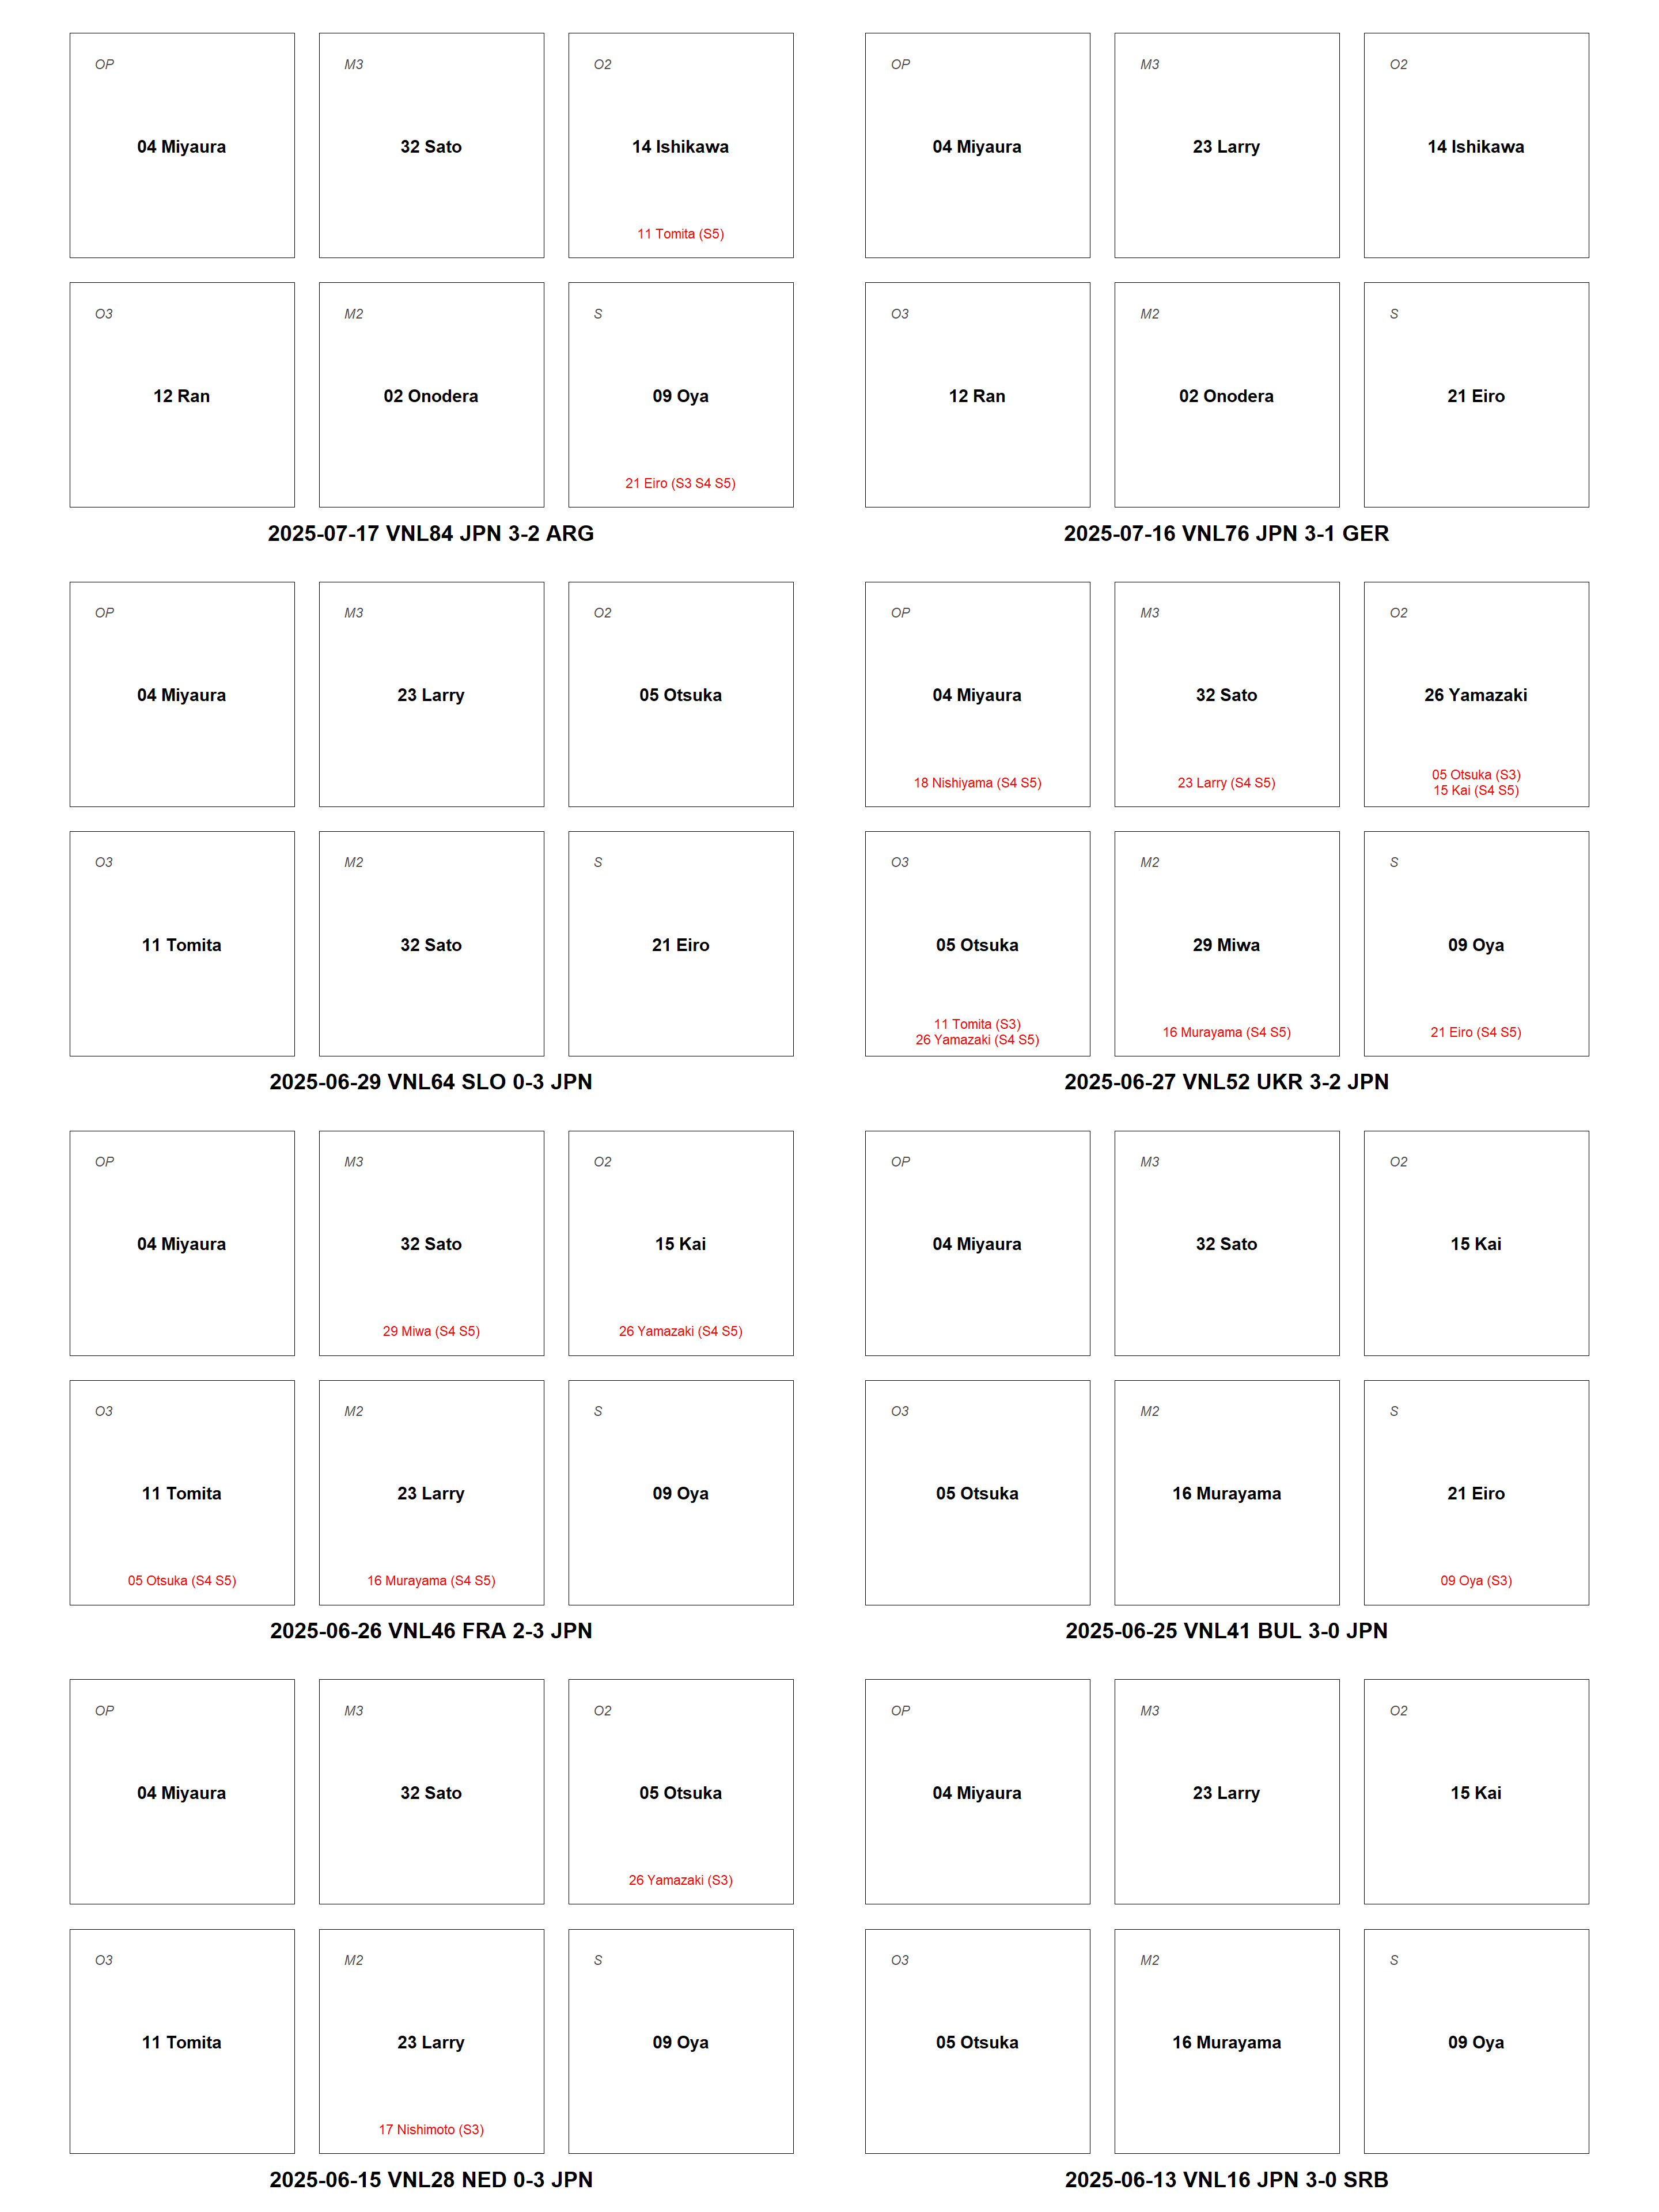 OP
M3
O2
04 Miyaura
32 Sato
14 Ishikawa
11 Tomita (S5)
O3
M2
S
12 Ran
02 Onodera
09 Oya
21 Eiro (S3 S4 S5)
2025-07-17 VNL84 JPN 3-2 ARG
OP
M3
O2
04 Miyaura
23 Larry
14 Ishikawa
O3
M2
S
12 Ran
02 Onodera
21 Eiro
2025-07-16 VNL76 JPN 3-1 GER
OP
M3
O2
04 Miyaura
23 Larry
05 Otsuka
O3
M2
S
11 Tomita
32 Sato
21 Eiro
2025-06-29 VNL64 SLO 0-3 JPN
OP
M3
O2
04 Miyaura
32 Sato
26 Yamazaki
18 Nishiyama (S4 S5)
23 Larry (S4 S5)
05 Otsuka (S3)
15 Kai (S4 S5)
O3
M2
S
05 Otsuka
29 Miwa
09 Oya
11 Tomita (S3)
26 Yamazaki (S4 S5)
16 Murayama (S4 S5)
21 Eiro (S4 S5)
2025-06-27 VNL52 UKR 3-2 JPN
OP
M3
O2
04 Miyaura
32 Sato
15 Kai
29 Miwa (S4 S5)
26 Yamazaki (S4 S5)
O3
M2
S
11 Tomita
23 Larry
09 Oya
05 Otsuka (S4 S5)
16 Murayama (S4 S5)
2025-06-26 VNL46 FRA 2-3 JPN
OP
M3
O2
04 Miyaura
32 Sato
15 Kai
O3
M2
S
05 Otsuka
16 Murayama
21 Eiro
09 Oya (S3)
2025-06-25 VNL41 BUL 3-0 JPN
OP
M3
O2
04 Miyaura
32 Sato
05 Otsuka
26 Yamazaki (S3)
O3
M2
S
11 Tomita
23 Larry
09 Oya
17 Nishimoto (S3)
2025-06-15 VNL28 NED 0-3 JPN
OP
M3
O2
04 Miyaura
23 Larry
15 Kai
O3
M2
S
05 Otsuka
16 Murayama
09 Oya
2025-06-13 VNL16 JPN 3-0 SRB